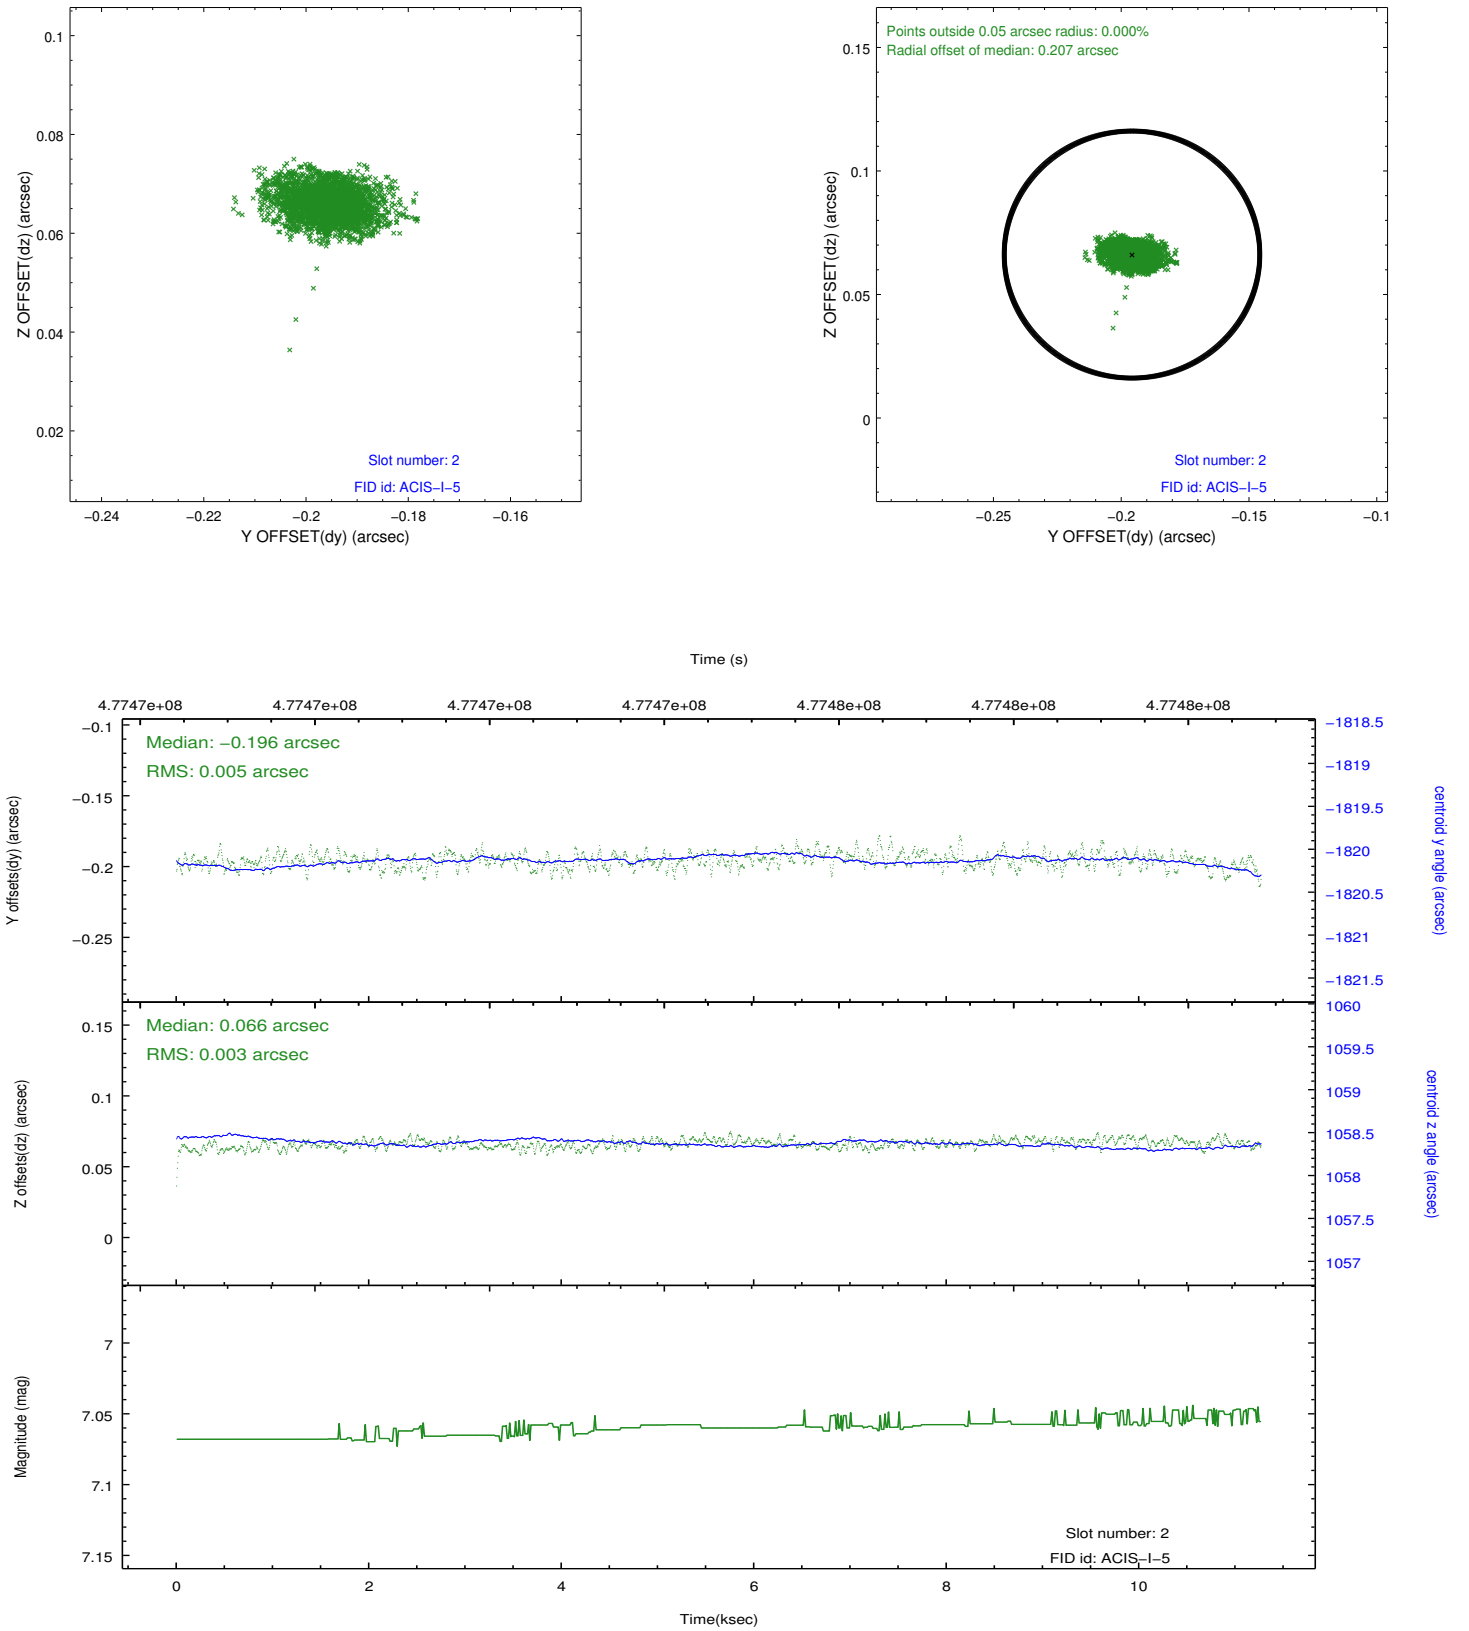 0.1
0.08
0.06
0.04
0.02
Z OFFSET(dz) (arcsec)
Slot number: 2
FID id: ACIS−I−5
−0.24 −0.22 −0.2 −0.18 −0.16
Y OFFSET(dy) (arcsec)
Points outside 0.05 arcsec radius: 0.000%
Radial offset of median: 0.207 arcsec
0.15
0.1
0.05
0
Z OFFSET(dz) (arcsec)
Slot number: 2
FID id: ACIS−I−5
−0.25 −0.2 −0.15 −0.1
Y OFFSET(dy) (arcsec)
Time (s)
4.7747e+08 4.7747e+08 4.7747e+08 4.7747e+08 4.7748e+08 4.7748e+08 4.7748e+08
−0.1
−0.15
−0.2
−0.25
Y offsets(dy) (arcsec)
Median: −0.196 arcsec
RMS: 0.005 arcsec
−1818.5
−1819
−1819.5
−1820
−1820.5
−1821
−1821.5
centroid y angle (arcsec)
0.15
0.1
0.05
0
Z offsets(dz) (arcsec)
Median: 0.066 arcsec
RMS: 0.003 arcsec
1060
1059.5
1059
1058.5
1058
1057.5
1057
centroid z angle (arcsec)
7
7.05
7.1
7.15
Magnitude (mag)
Slot number: 2
FID id: ACIS−I−5
0 2 4 6 8 10
Time(ksec)